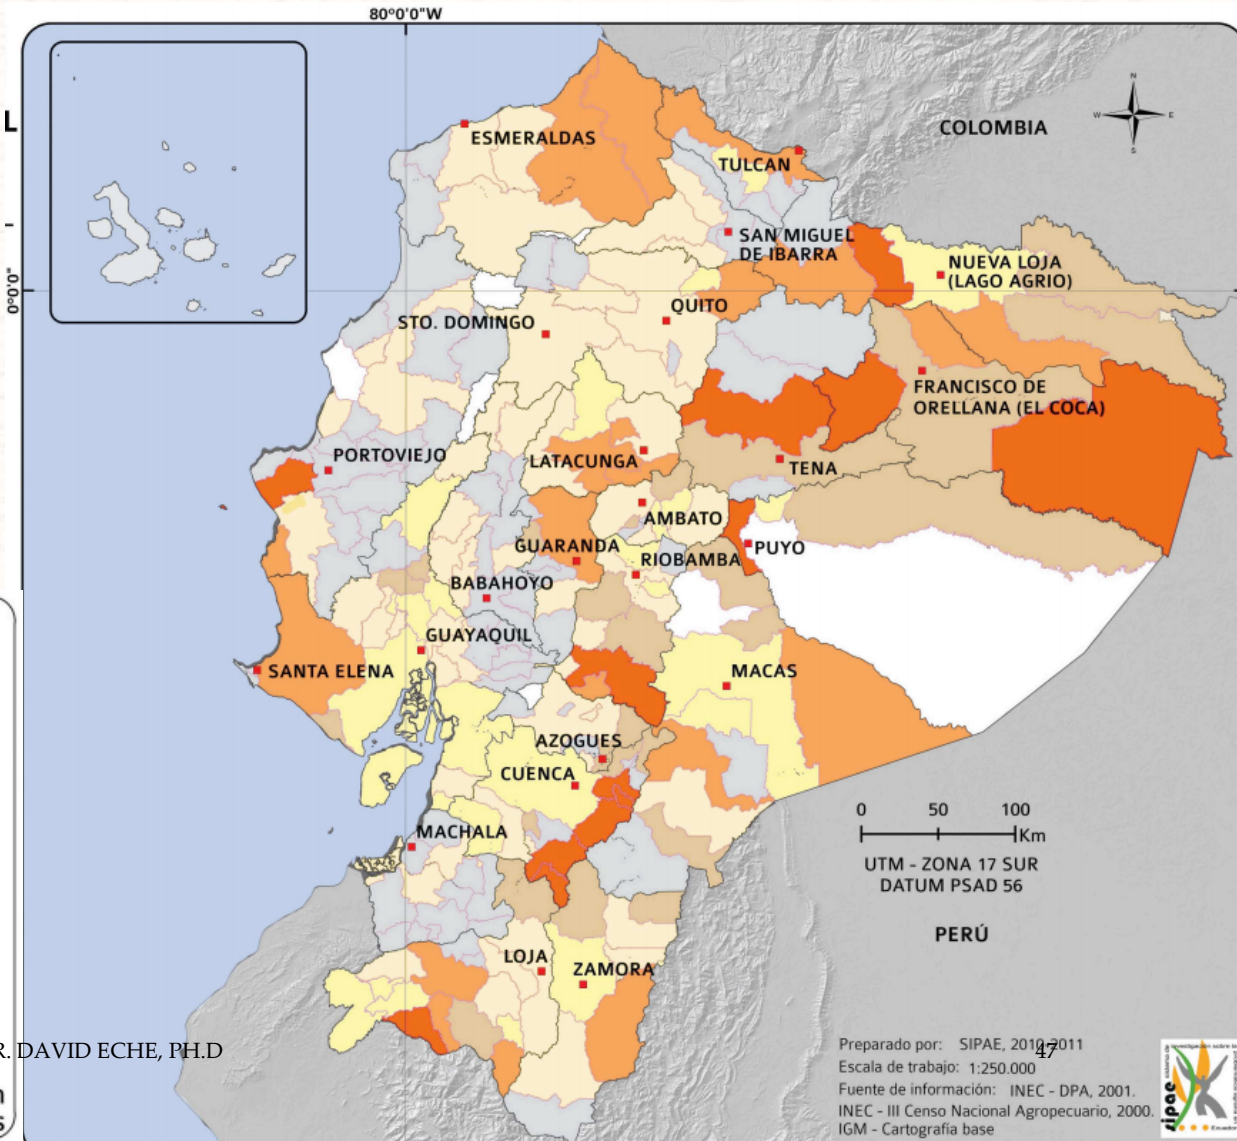 80º0'0"W
L
0º0'0"
N
W
E
S
COLOMBIA
ESMERALDAS
TULCAN
SAN MIGUEL
DE IBARRA
NUEVA LOJA
(LAGO AGRIO)
QUITO
STO. DOMINGO
FRANCISCO DE
ORELLANA (EL COCA)
PORTOVIEJO
LATACUNGA
TENA
AMBATO
GUARANDA
RIOBAMBA
PUYO
BABAHOYO
GUAYAQUIL
SANTA ELENA
MACAS
AZOGUES
CUENCA
MACHALA
0 50 100
Km
UTM - ZONA 17 SUR
DATUM PSAD 56
PERÚ
LOJA
ZAMORA
R. DAVID ECHE, PH.D
47
n
s
Preparado por: SIPAE, 2010-2011
Escala de trabajo: 1:250.000
Fuente de información: INEC - DPA, 2001.
INEC - III Censo Nacional Agropecuario, 2000.
IGM - Cartografía base
sipae